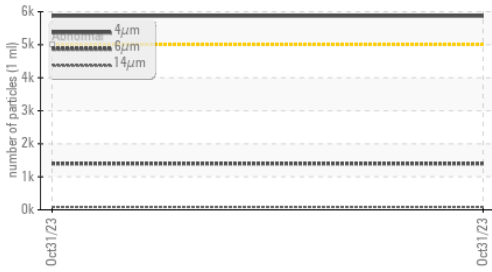 6k
5k
4k
3k
2k
1k
0k
number of particles (1 ml)
Abnormal
4μm
6μm
14μm
Oct31/23
Oct31/23